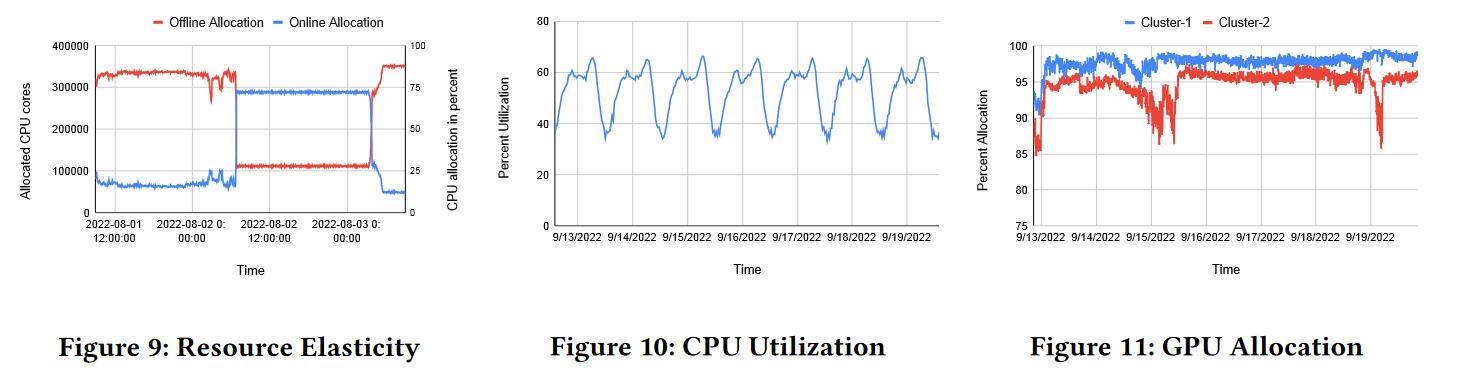 Offline Allocation Online Allocation
400000
300000
200000
100000
0
100
75
50
25
0
Allocated CPU cores
CPU allocation in percent
2022-08-01 2022-08-02 0: 2022-08-02 2022-08-03 0:
12:00:00 00:00 12:00:00 00:00
Time
Figure 9: Resource Elasticity
80
60
40
20
0
Percent Utilization
9/13/2022 9/14/2022 9/15/2022 9/16/2022 9/17/2022 9/18/2022 9/19/2022
Time
Figure 10: CPU Utilization
Cluster-1 Cluster-2
100
95
90
85
80
75
Percent Allocation
9/13/2022 9/14/2022 9/15/2022 9/16/2022 9/17/2022 9/18/2022 9/19/2022
Time
Figure 11: GPU Allocation